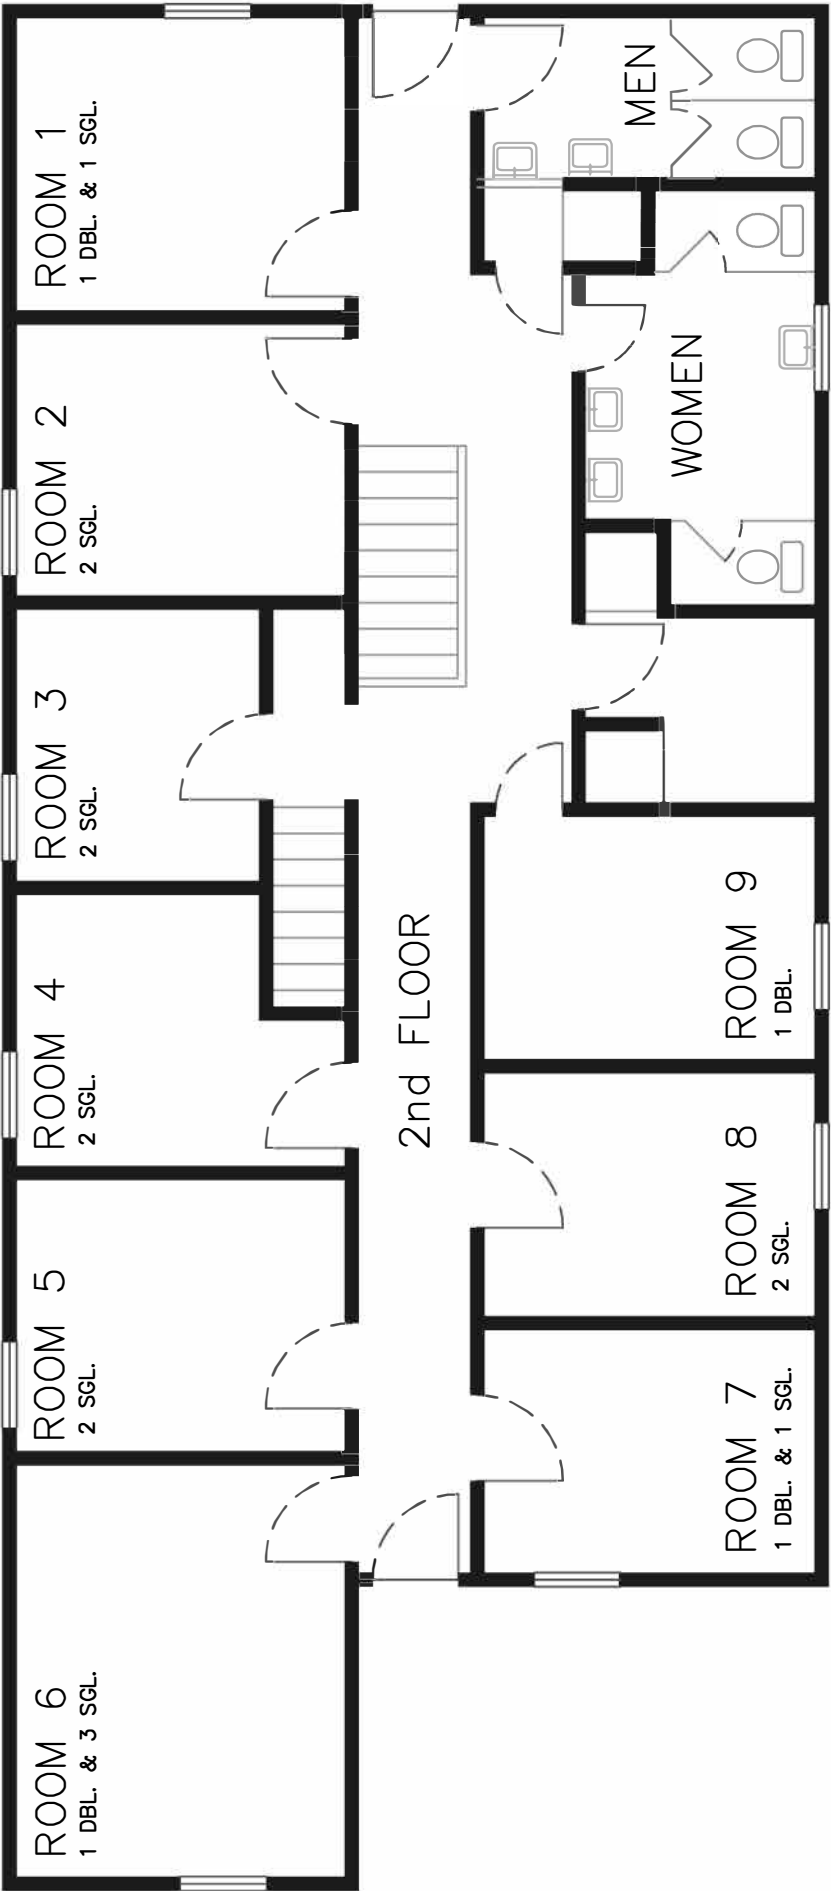 ROOM 1
1 DBL. & 1 SGL.
ROOM 2
2 SGL.
ROOM 3
2 SGL.
ROOM 4
2 SGL.
ROOM 5
2 SGL.
ROOM 6
1 DBL. & 3 SGL.
2nd FLOOR
MEN
WOMEN
ROOM 9
1 DBL.
ROOM 8
2 SGL.
ROOM 7
1 DBL. & 1 SGL.